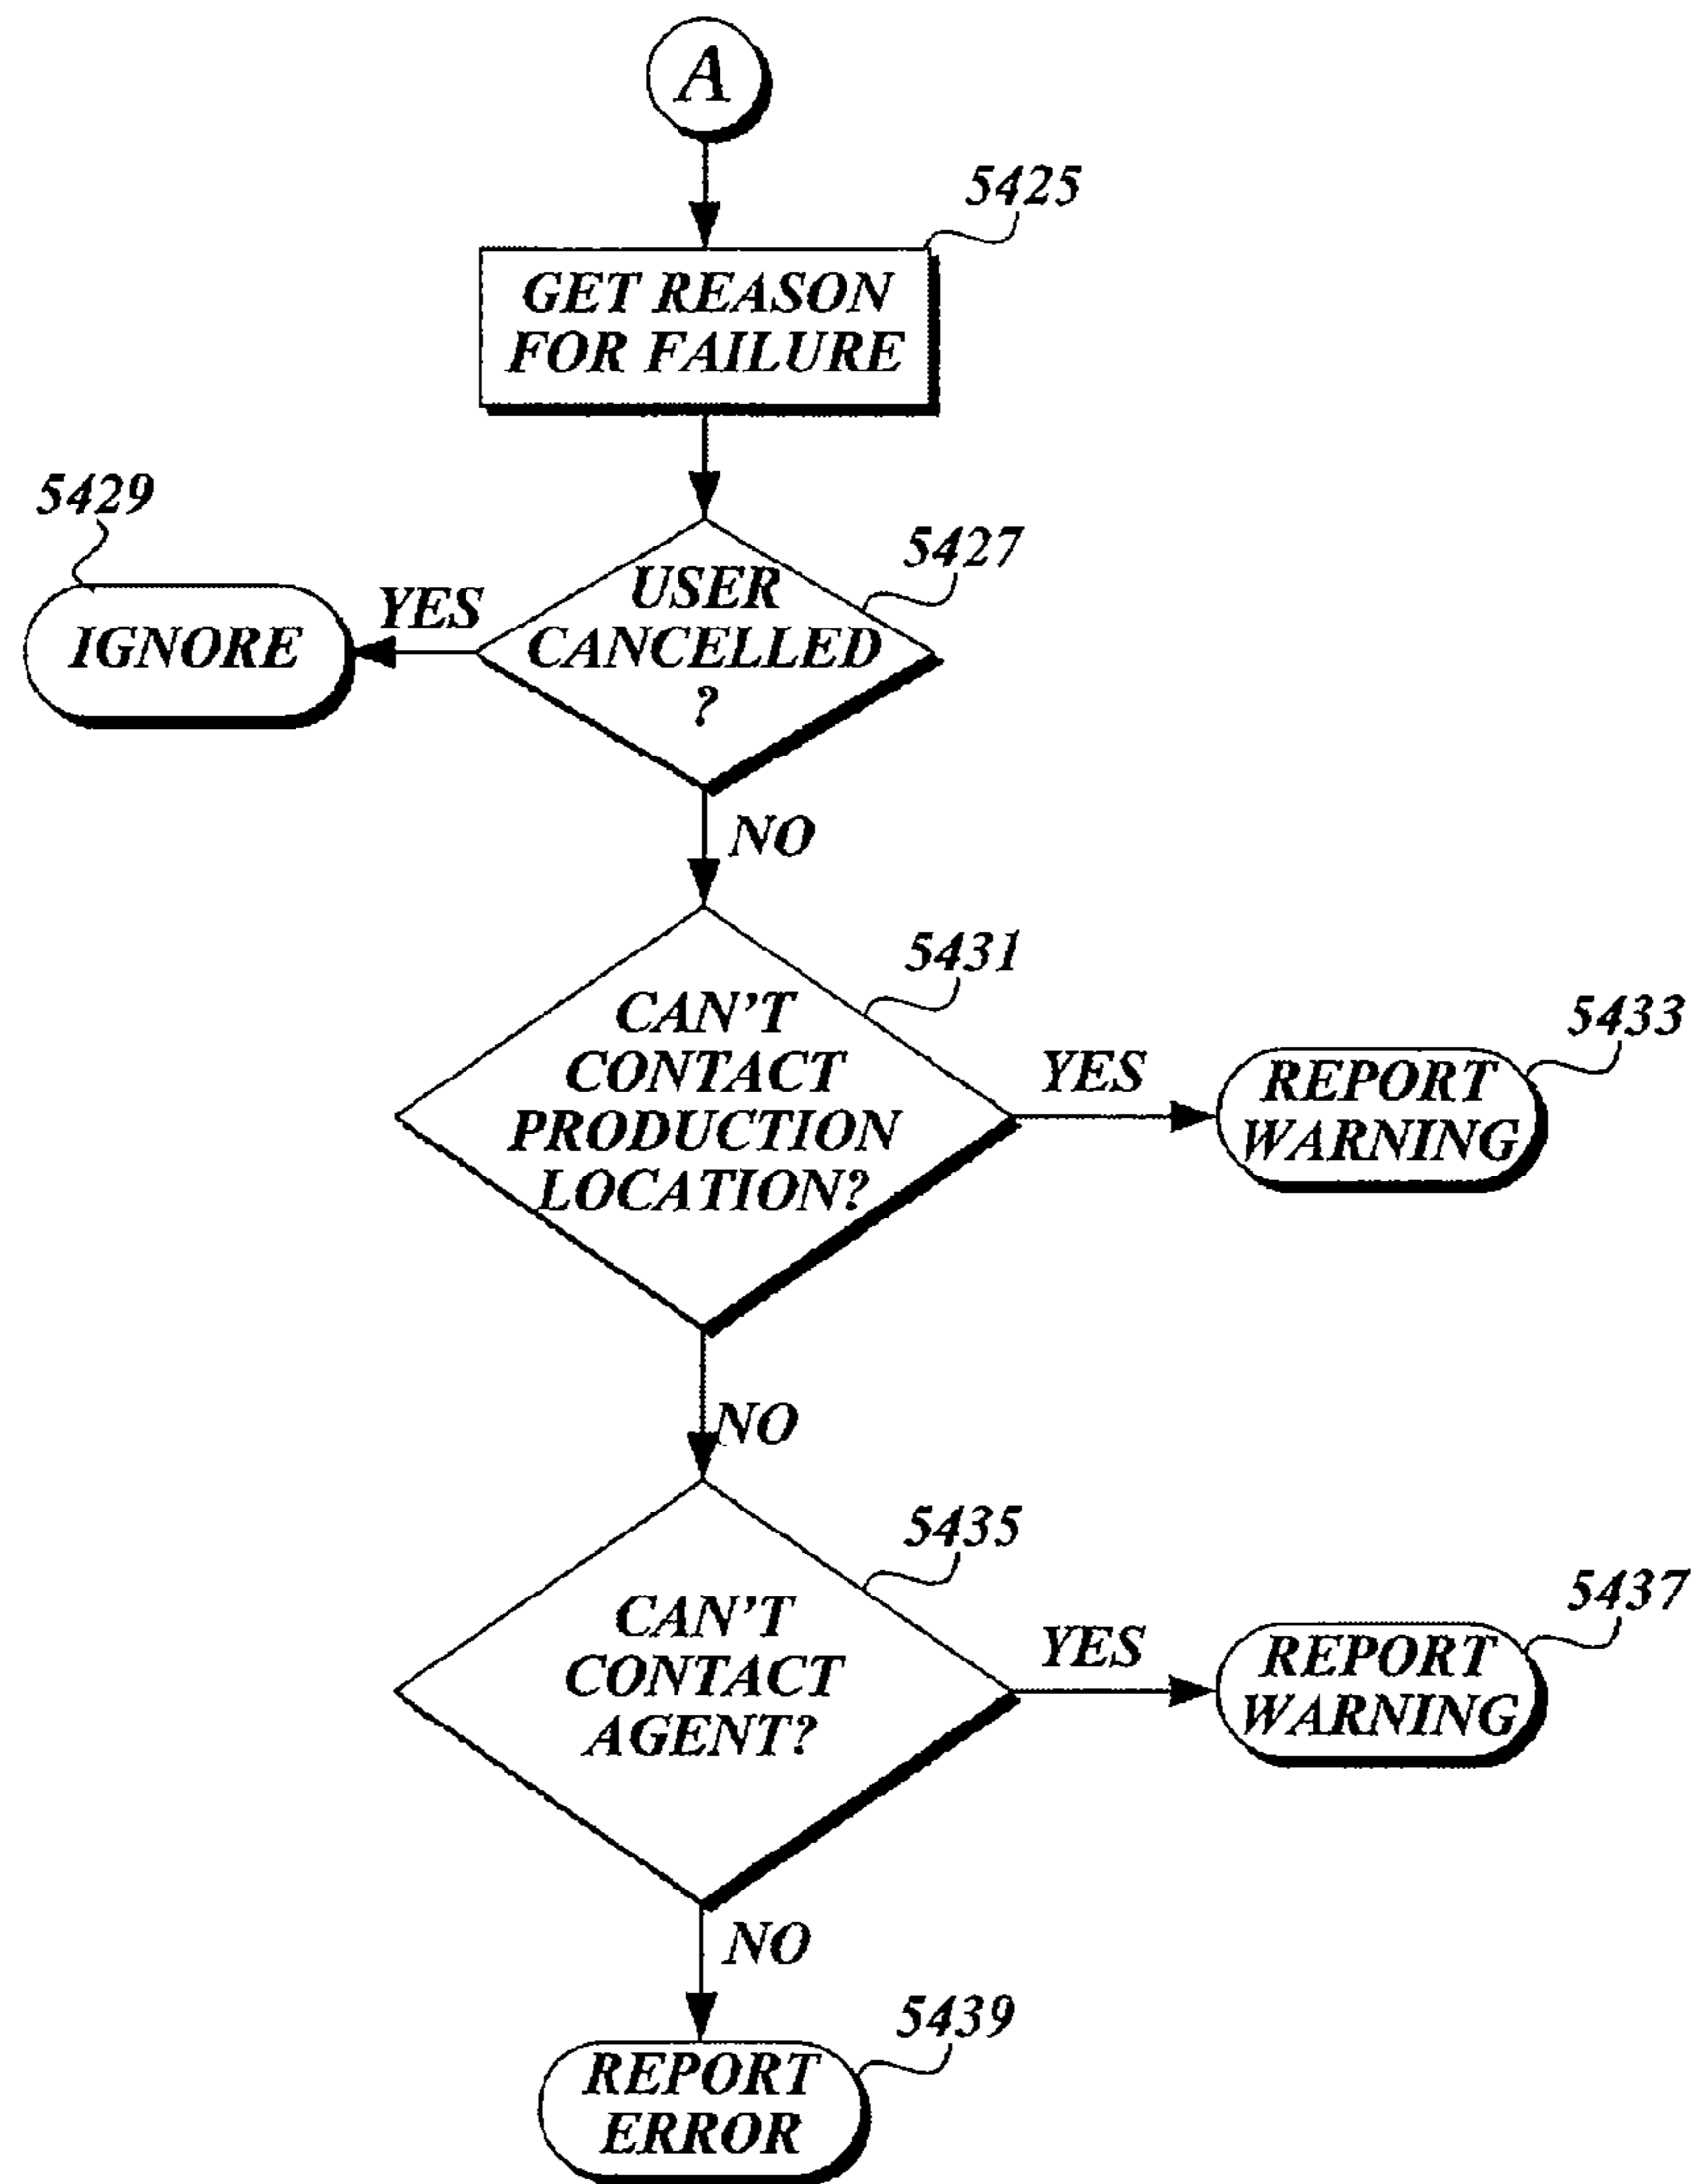 A
5425
GET REASON
FOR FAILURE
5429
5427
IGNORE
YES
USER
CANCELLED
?
NO
5431
CAN'T
CONTACT
PRODUCTION
LOCATION?
YES
5433
REPORT
WARNING
NO
5435
CAN'T
CONTACT
AGENT?
YES
5437
REPORT
WARNING
NO
5439
REPORT
ERROR